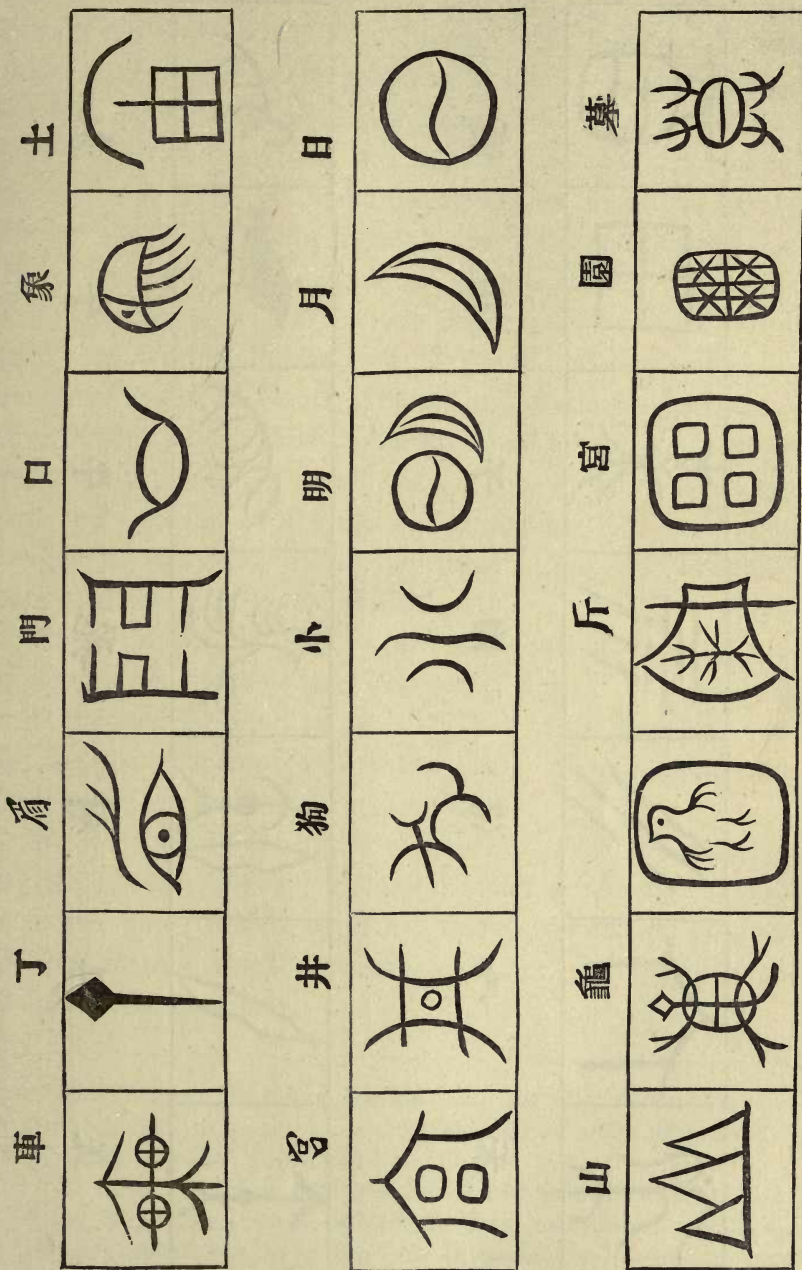 土 象 口 門 眉 丁 車
日 月 明 小 狗 井 宮
園 宮 斤 龜 山